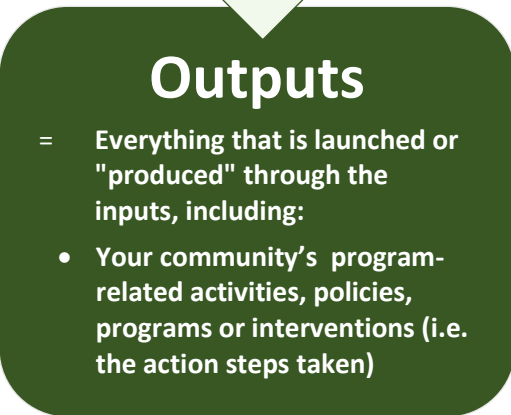 Outputs
= Everything that is launched or
"produced" through the
inputs, including:
• Your community’s  program-
related activities, policies,
programs or interventions (i.e.
the action steps taken)